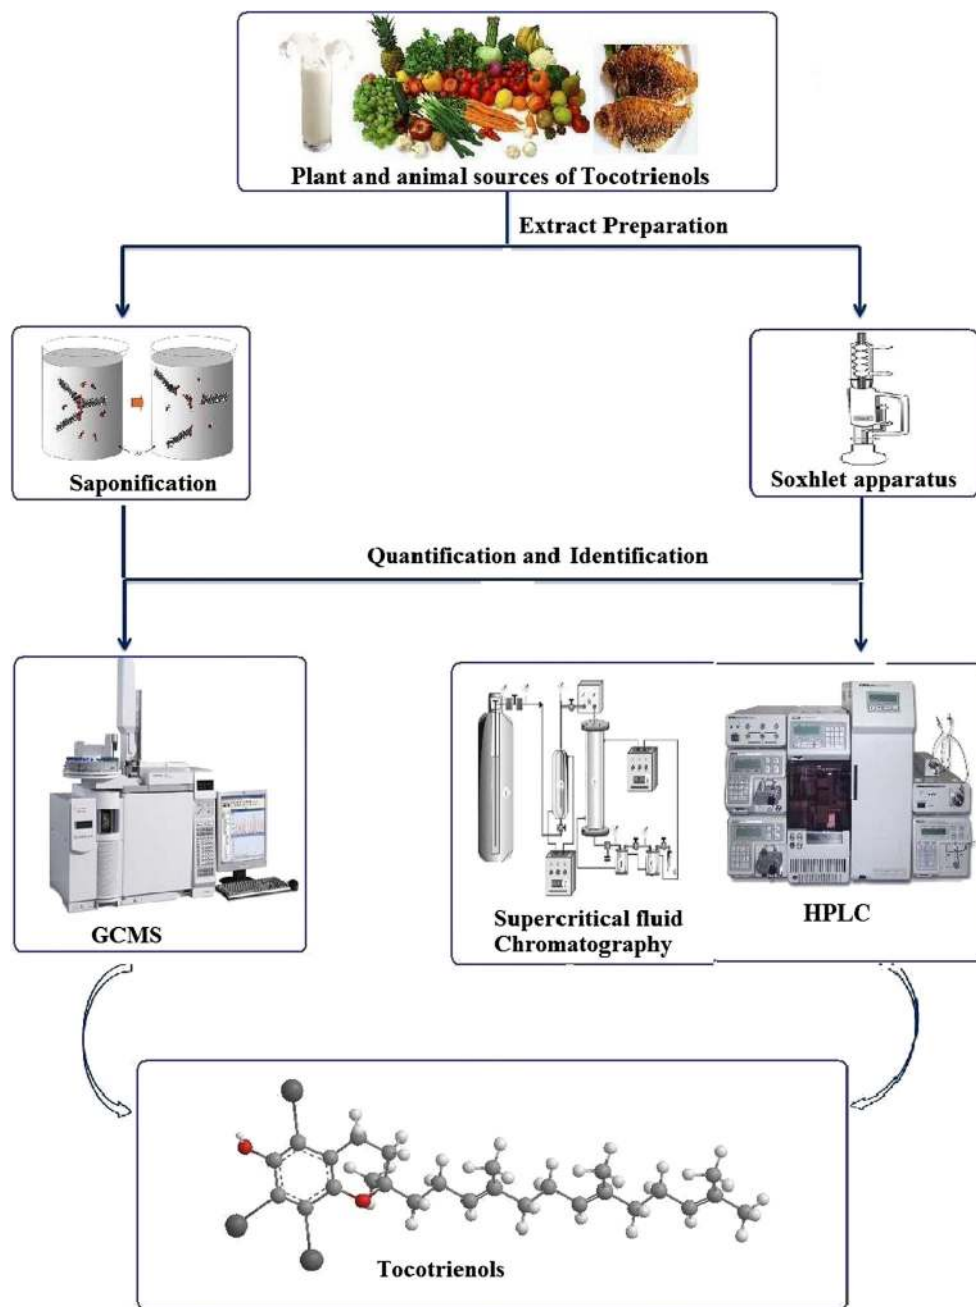 Plant and animal sources of Tocotrienols
Extract Preparation
Saponification
Soxhlet apparatus
Quantification and Identification
GCMS
Supercritical fluid
Chromatography
HPLC
Tocotrienols